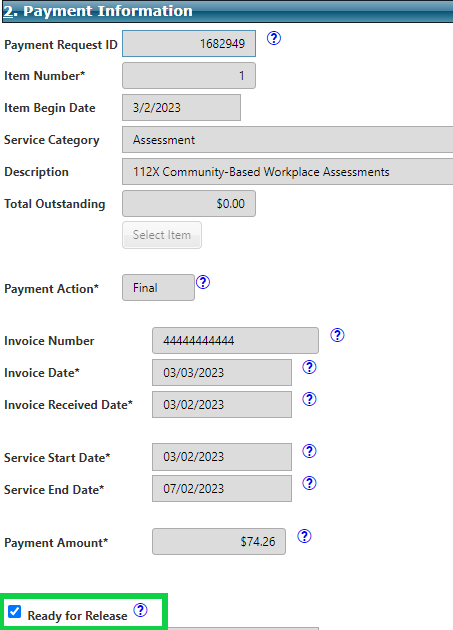 2. Payment Information
Payment Request ID 1682949 ?
Item Number* 1
Item Begin Date 3/2/2023
Service Category Assessment
Description 112X Community-Based Workplace Assessments
Total Outstanding $0.00
Select Item
Payment Action* Final ?
Invoice Number 44444444444 ?
Invoice Date* 03/03/2023 ?
Invoice Received Date* 03/02/2023 ?
Service Start Date* 03/02/2023 ?
Service End Date* 07/02/2023 ?
Payment Amount* $74.26 ?
Ready for Release ?